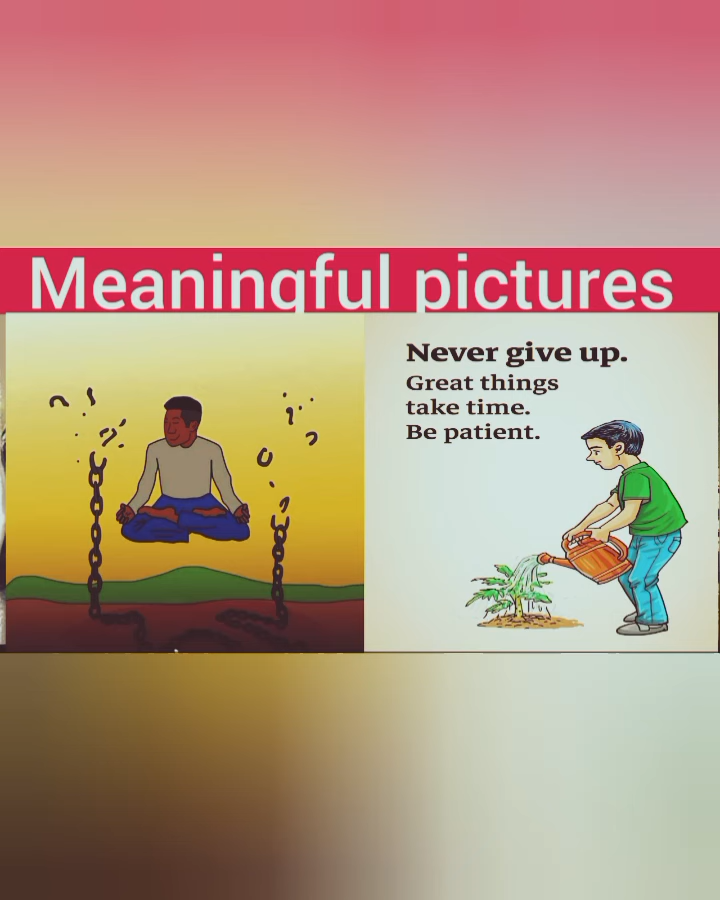 Meaningful pictures
Never give up.
Great things
take time.
Be patient.